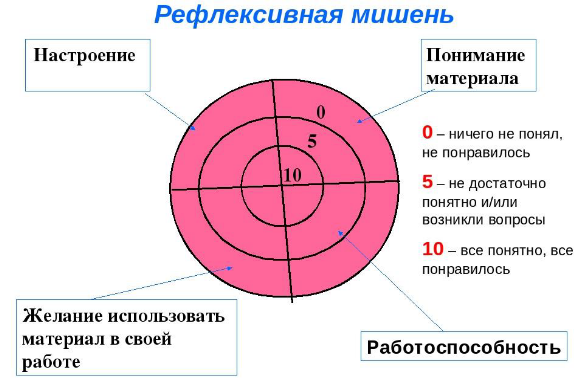 Рефлексивная мишень
Настроение
Понимание
материала
0
5
10
0 – ничего не понял,
не понравилось
5 – не достаточно
понятно и/или
возникли вопросы
10 – все понятно, все
понравилось
Желание использовать
материал в своей
работе
Работоспособность